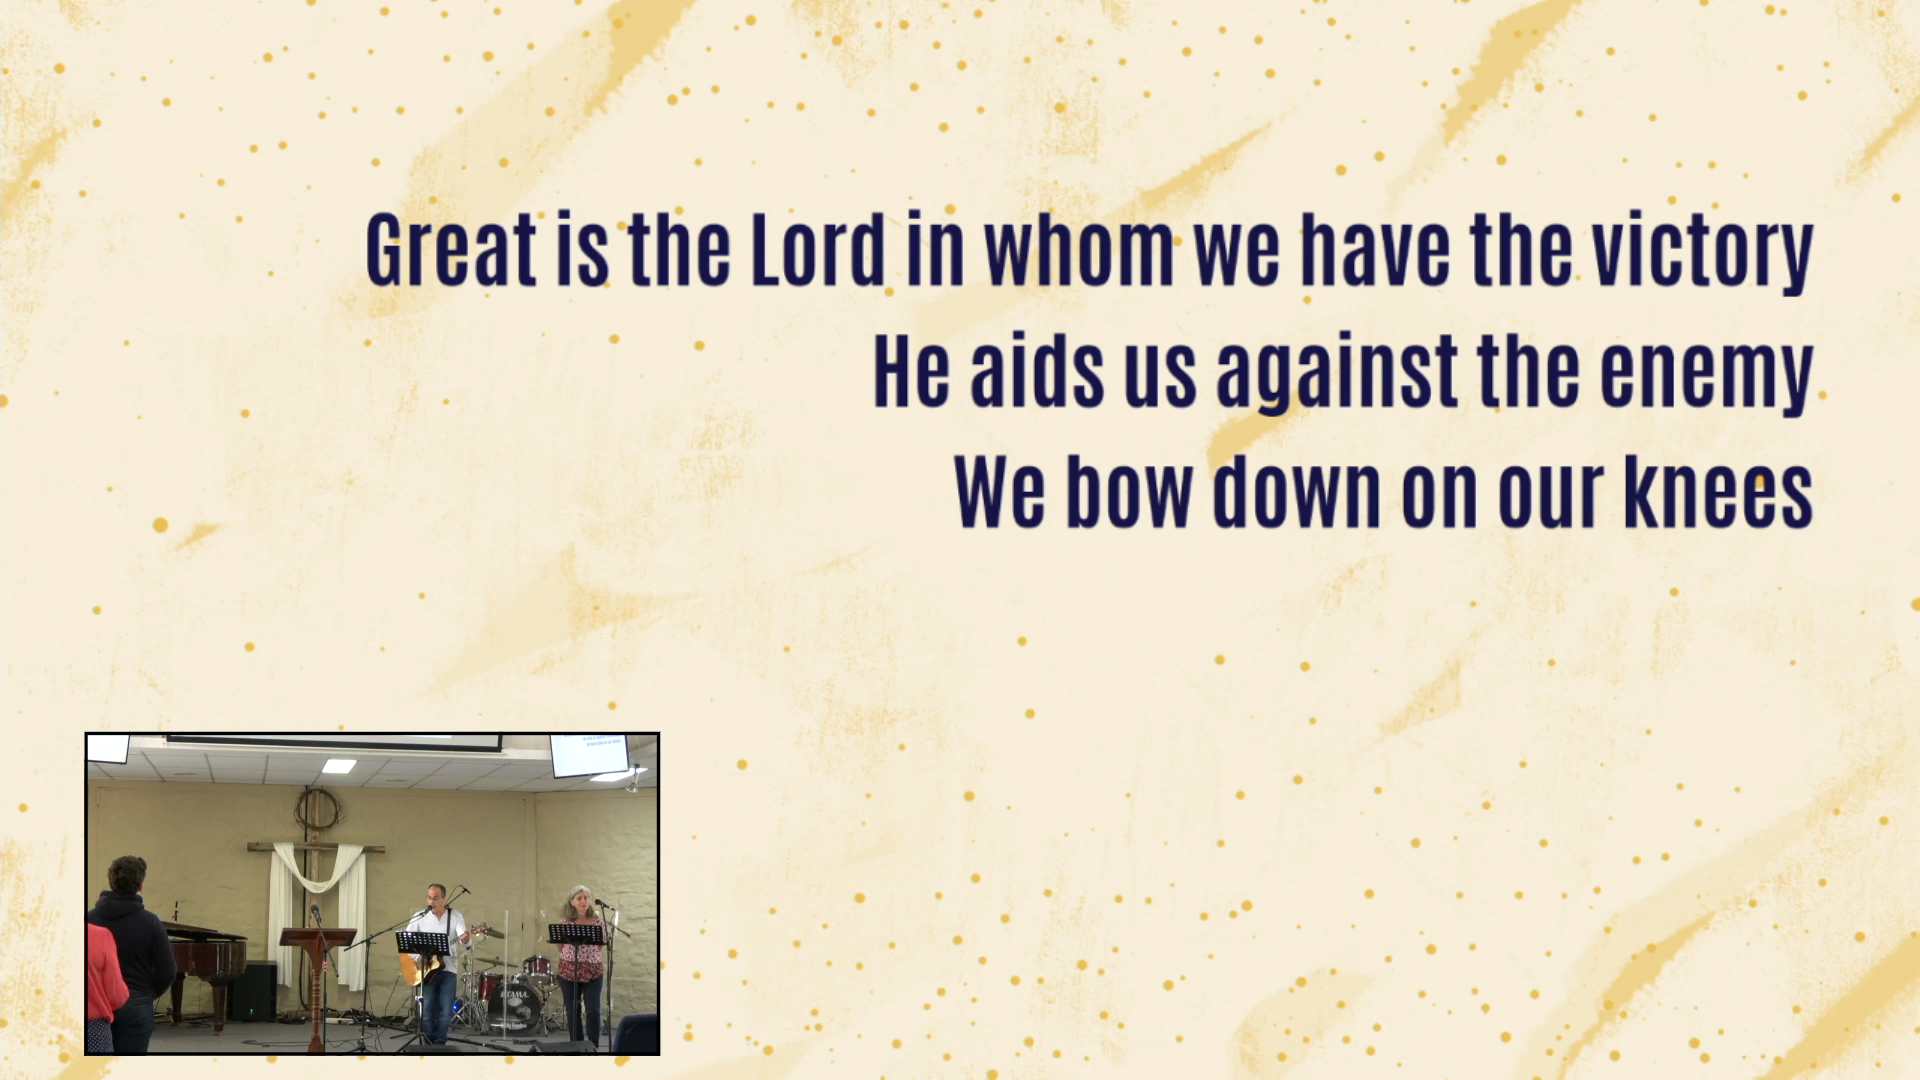 Great is the Lord in whom we have the victory
He aids us against the enemy
We bow down on our knees
TAMA